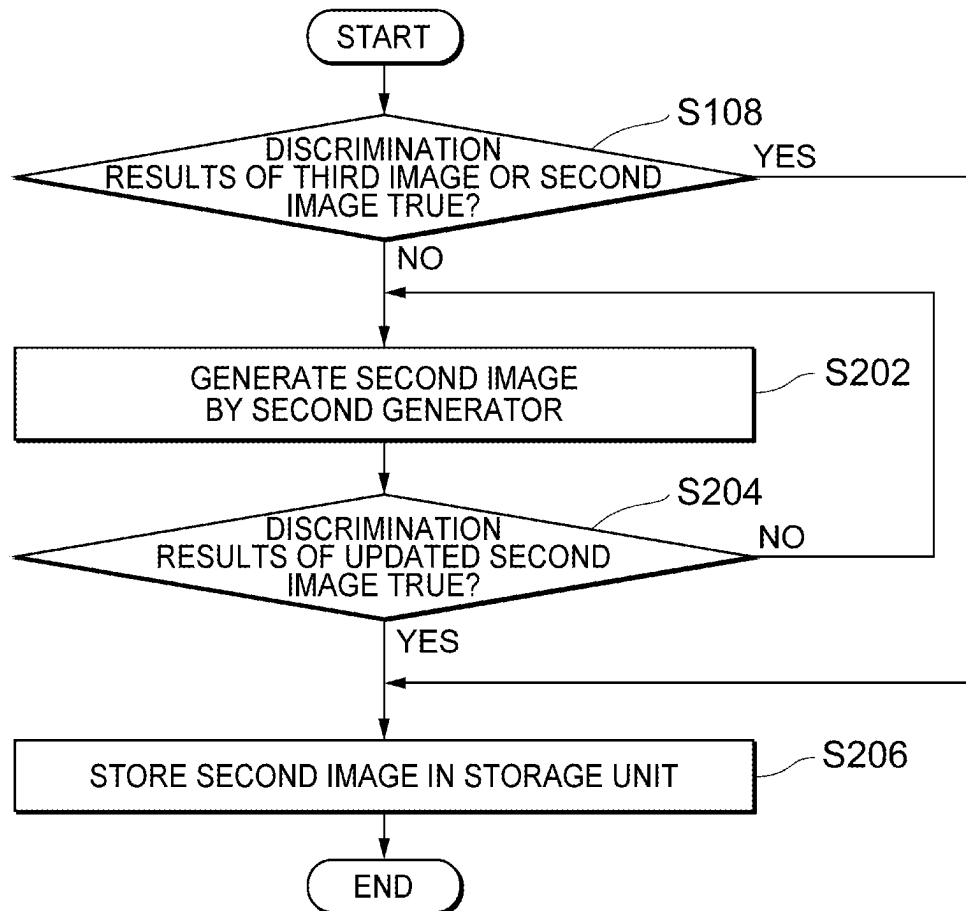 START
S108
DISCRIMINATION
RESULTS OF THIRD IMAGE OR SECOND
IMAGE TRUE?
YES
NO
GENERATE SECOND IMAGE
BY SECOND GENERATOR
S202
S204
DISCRIMINATION
RESULTS OF UPDATED SECOND
IMAGE TRUE?
NO
YES
STORE SECOND IMAGE IN STORAGE UNIT
S206
END